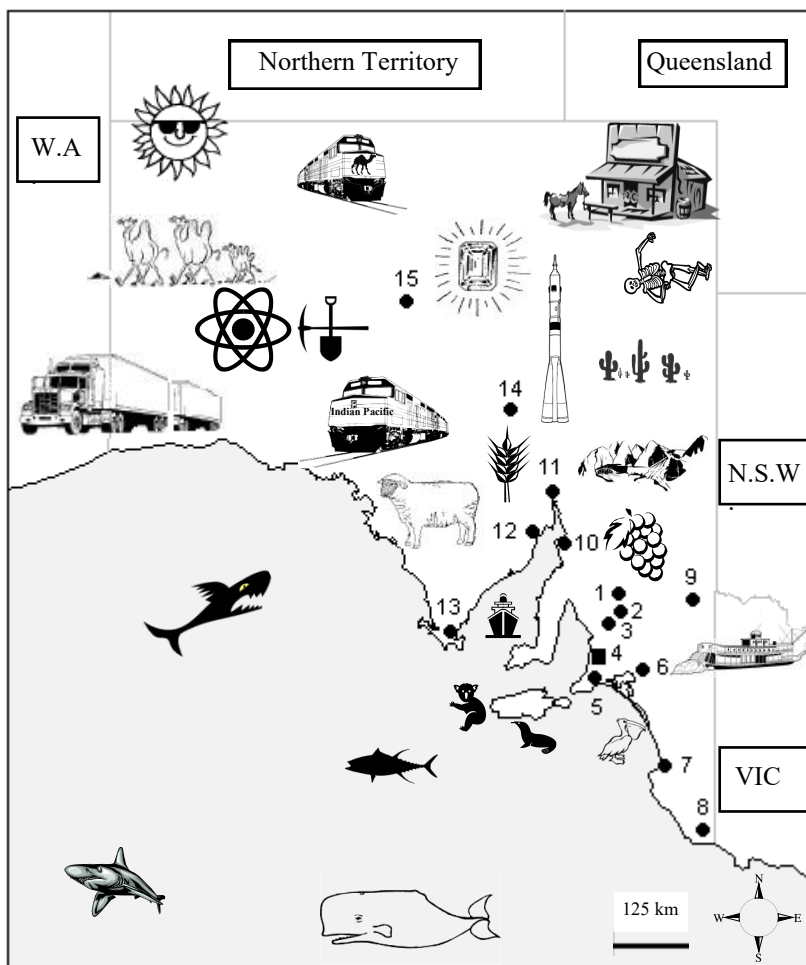 Northern Territory
Queensland
W.A
15
14
Indian Pacific
11
N.S.W
12
10
9
1
2
13
3
4
6
5
7
VIC
8
125 km
N
W
E
S